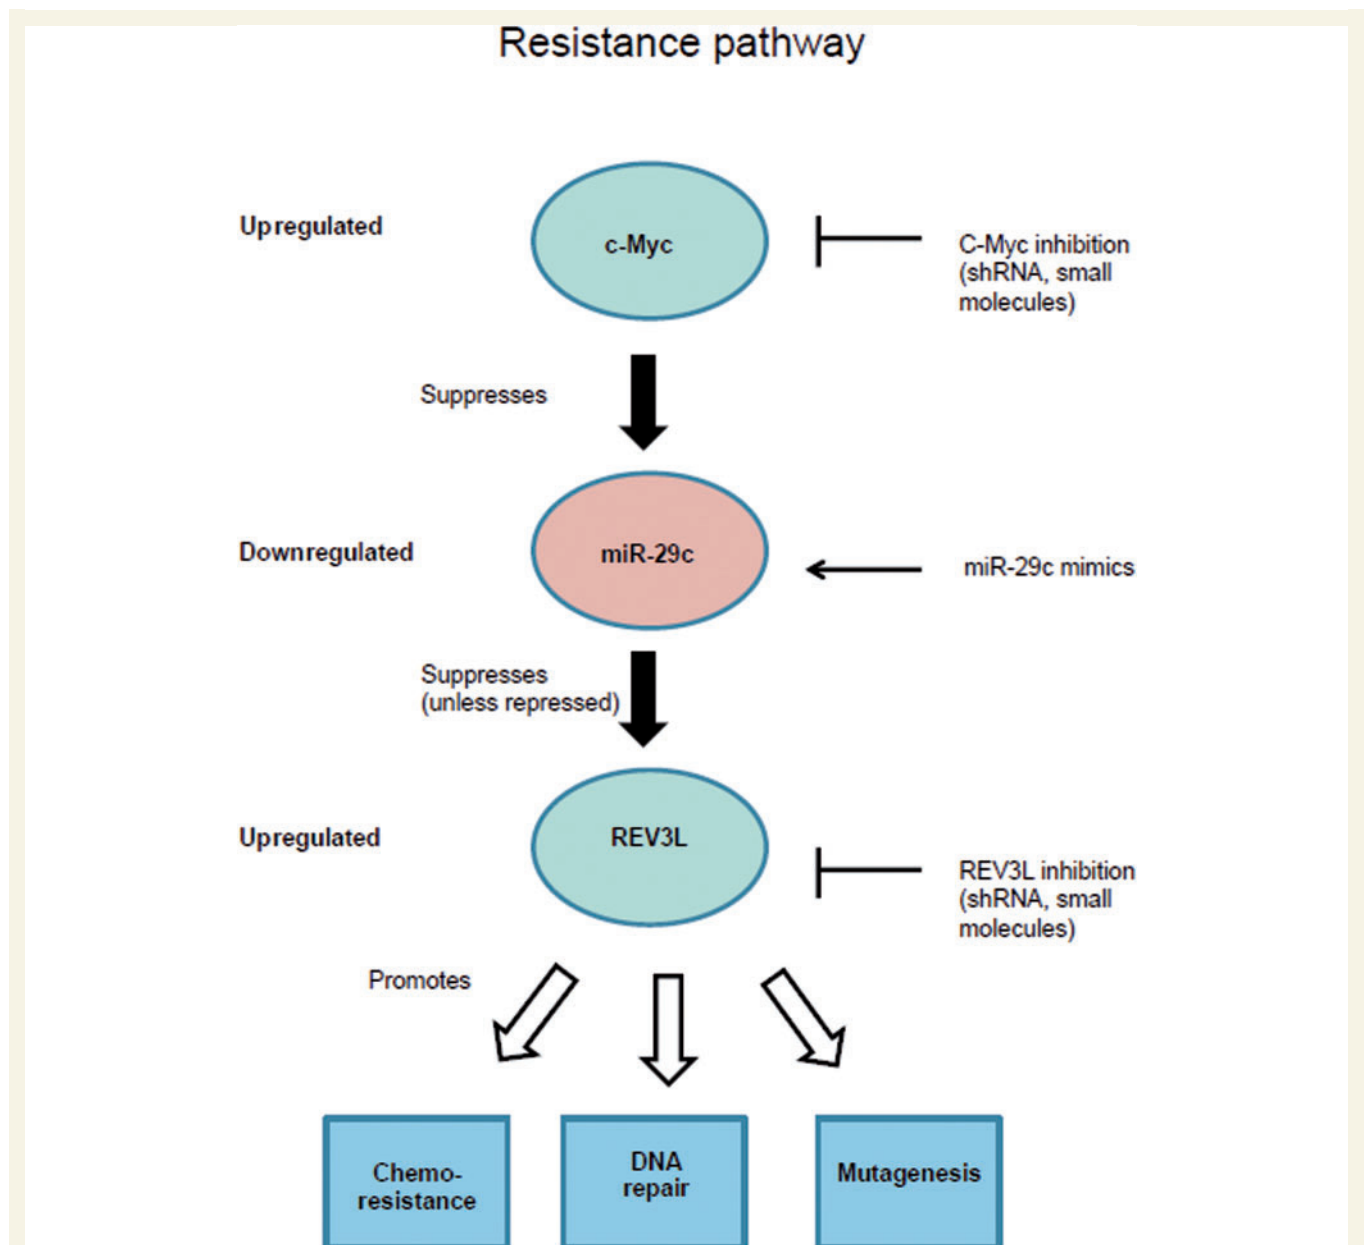 Resistance pathway
Upregulated
c-Myc
C-Myc inhibition
(shRNA, small
molecules)
Suppresses
Downregulated
miR-29c
miR-29c mimics
Suppresses
(unless repressed)
Upregulated
REV3L
REV3L inhibition
(shRNA, small
molecules)
Promotes
Chemo-
resistance
DNA
repair
Mutagenesis